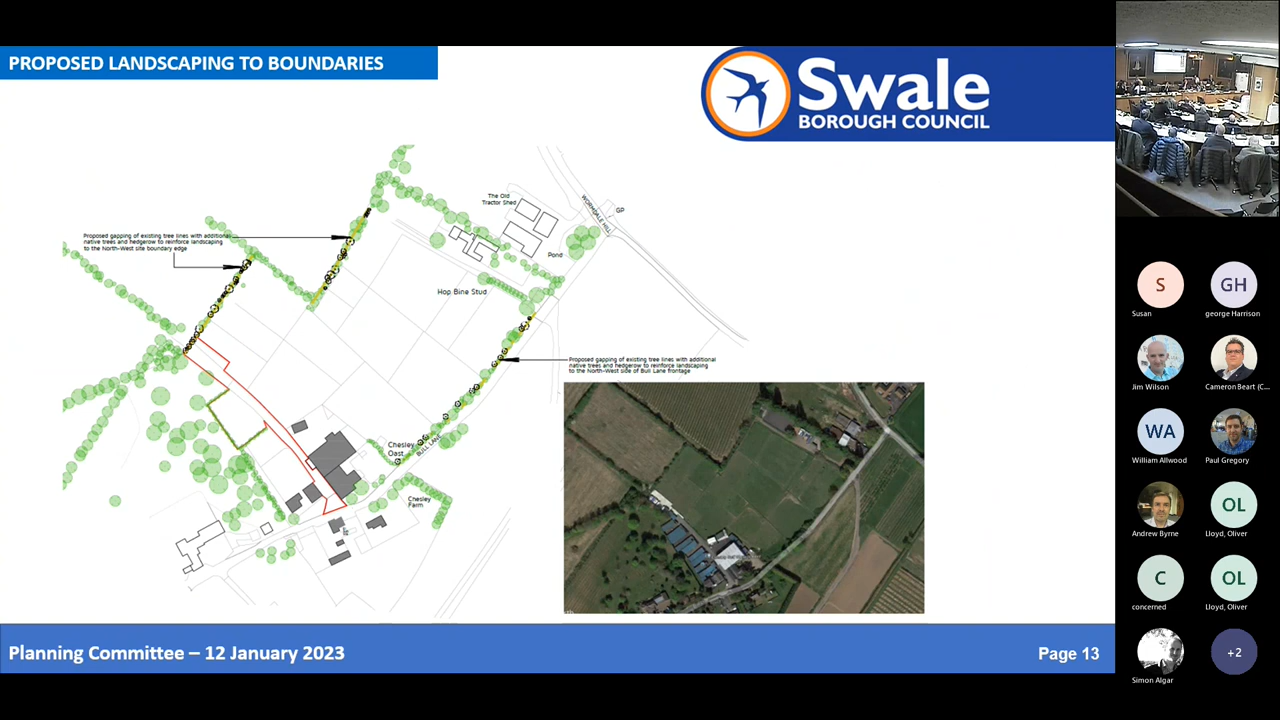 PROPOSED LANDSCAPING TO BOUNDARIES
Swale
BOROUGH COUNCIL
Proposed gapping of existing tree lines with additional
native trees and hedgerow to reinforce landscaping
to the North-West site boundary edge
The Old
Tractor Shed
WORMDALE HILL
GP
Pond
Hop Bine Stud
Proposed gapping of existing tree lines with additional
native trees and hedgerow to reinforce landscaping
to the North-West side of Bull Lane frontage
Chesley
Oast
BULL LANE
Chesley
Farm
Planning Committee – 12 January 2023
Page 13
S
GH
Susan
george Harrison
Jim Wilson
Cameron Beart (C...
WA
William Allwood
Paul Gregory
OL
Andrew Byrne
Lloyd, Oliver
C
OL
concerned
Lloyd, Oliver
+2
Simon Algar